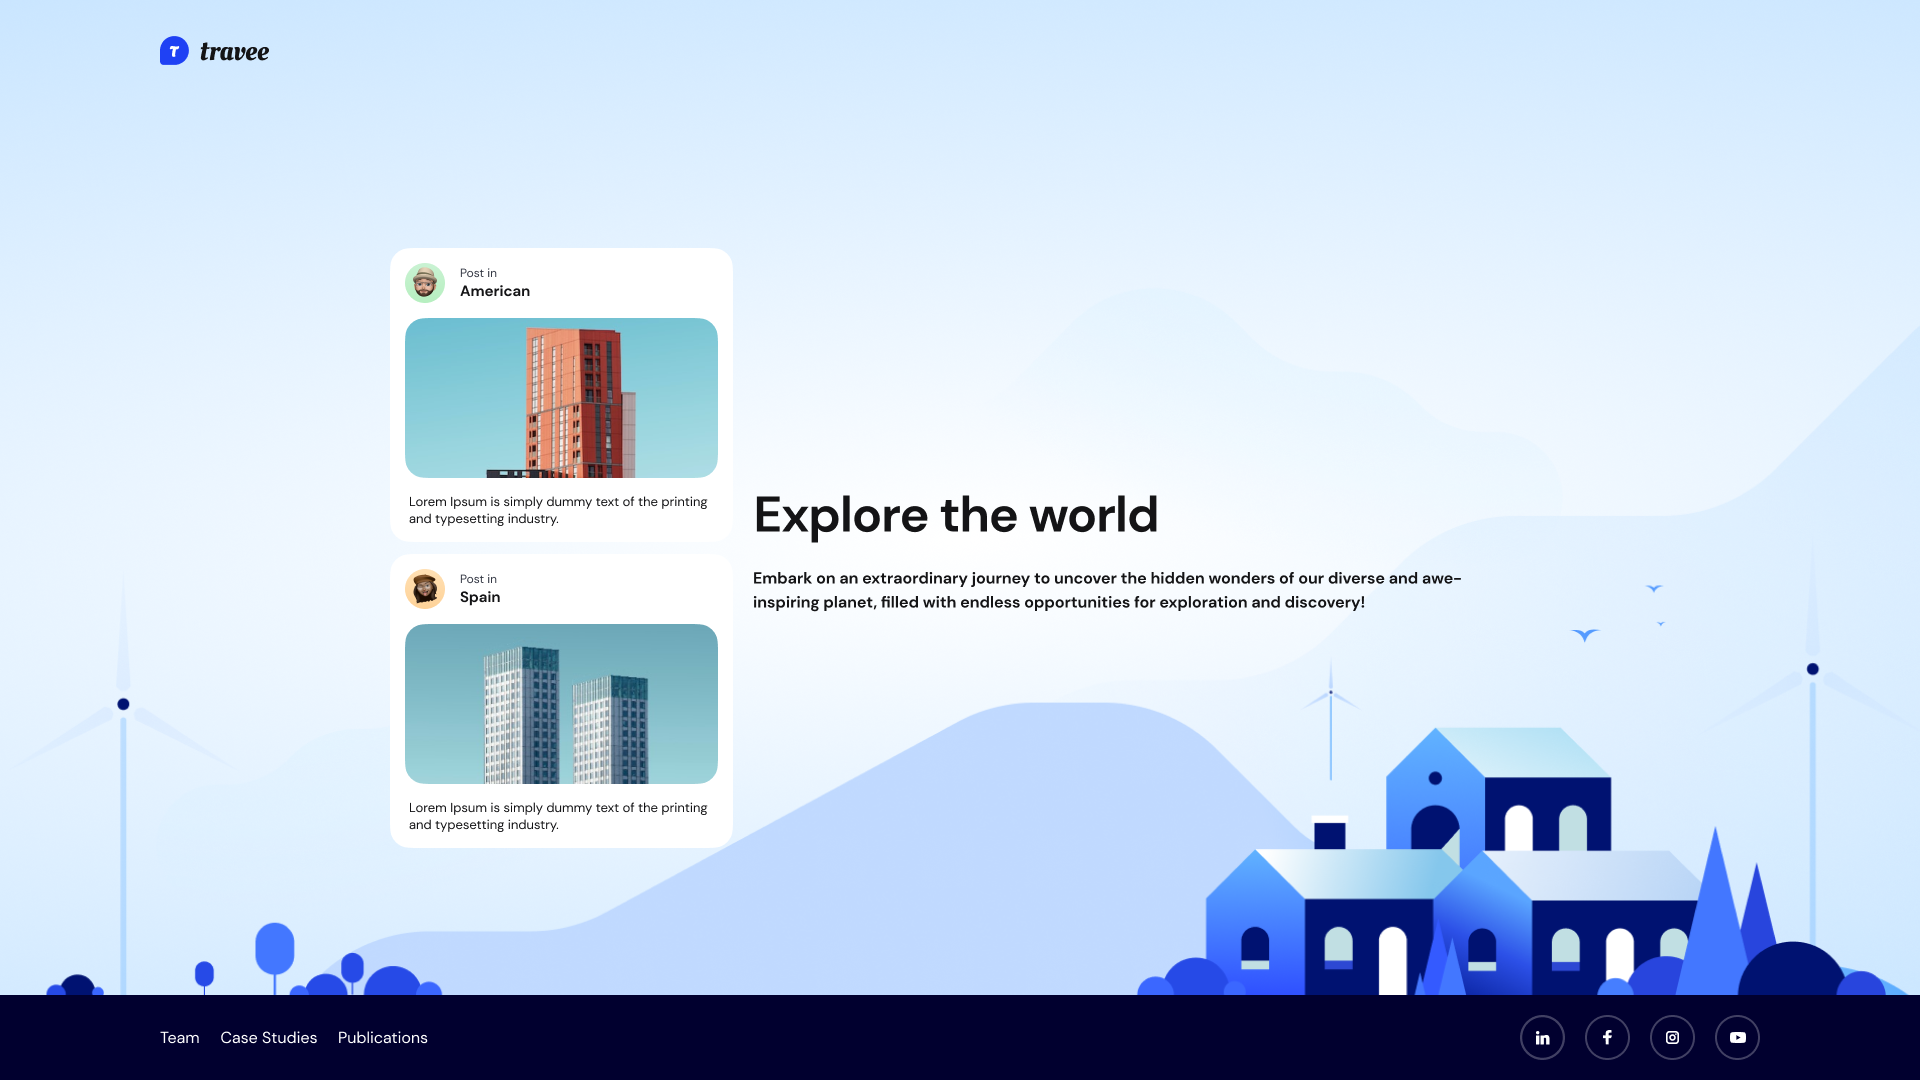 T travee
Post in
American
Lorem Ipsum is simply dummy text of the printing
and typesetting industry.
Post in
Spain
Lorem Ipsum is simply dummy text of the printing
and typesetting industry.
Explore the world
Embark on an extraordinary journey to uncover the hidden wonders of our diverse and awe-
inspiring planet, filled with endless opportunities for exploration and discovery!
Team Case Studies Publications